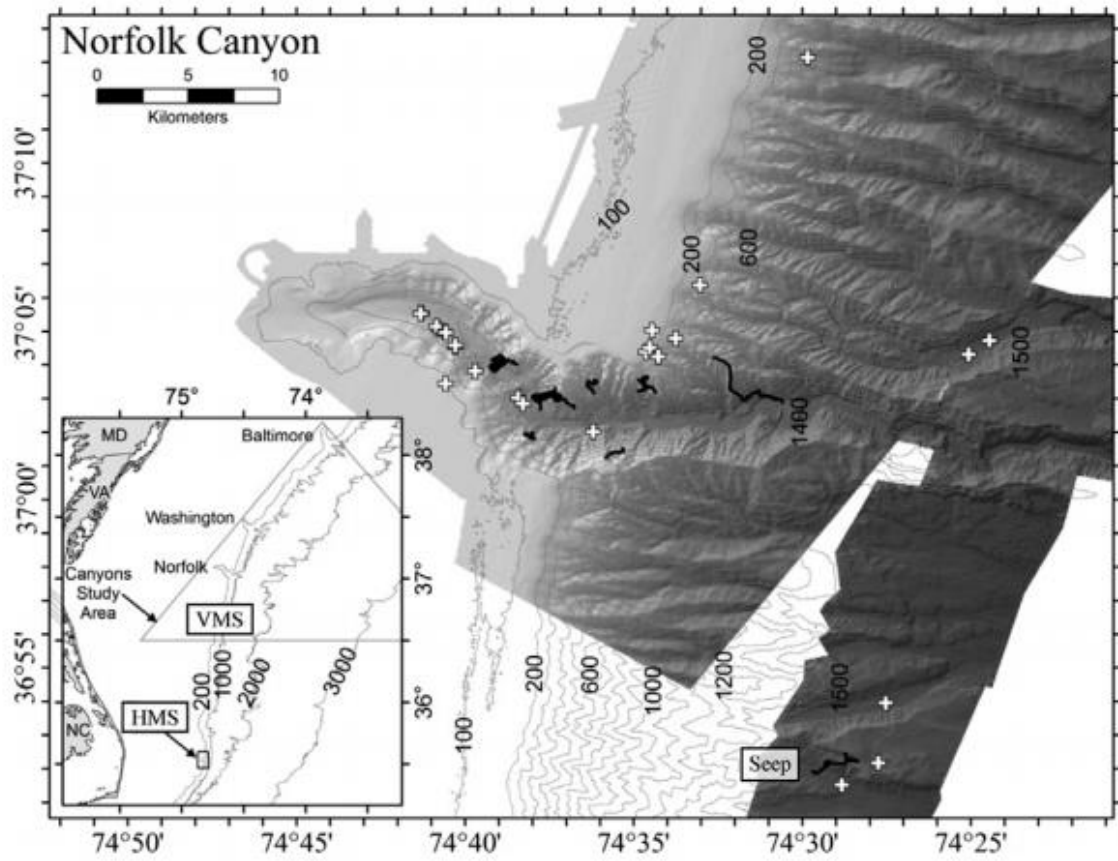 Norfolk Canyon
0 5 10
Kilometers
200
100
200
600
1500
1400
37°10'
37°05'
37°00'
36°55'
75° 74°
MD
Baltimore
38°
VA
Washington
Norfolk
37°
Canyons
Study
Area
VMS
200
1000
2000
3000
36°
HMS
NC
100
200
600
1000
1200
1500
Seep
74°50' 74°45' 74°40' 74°35' 74°30' 74°25'